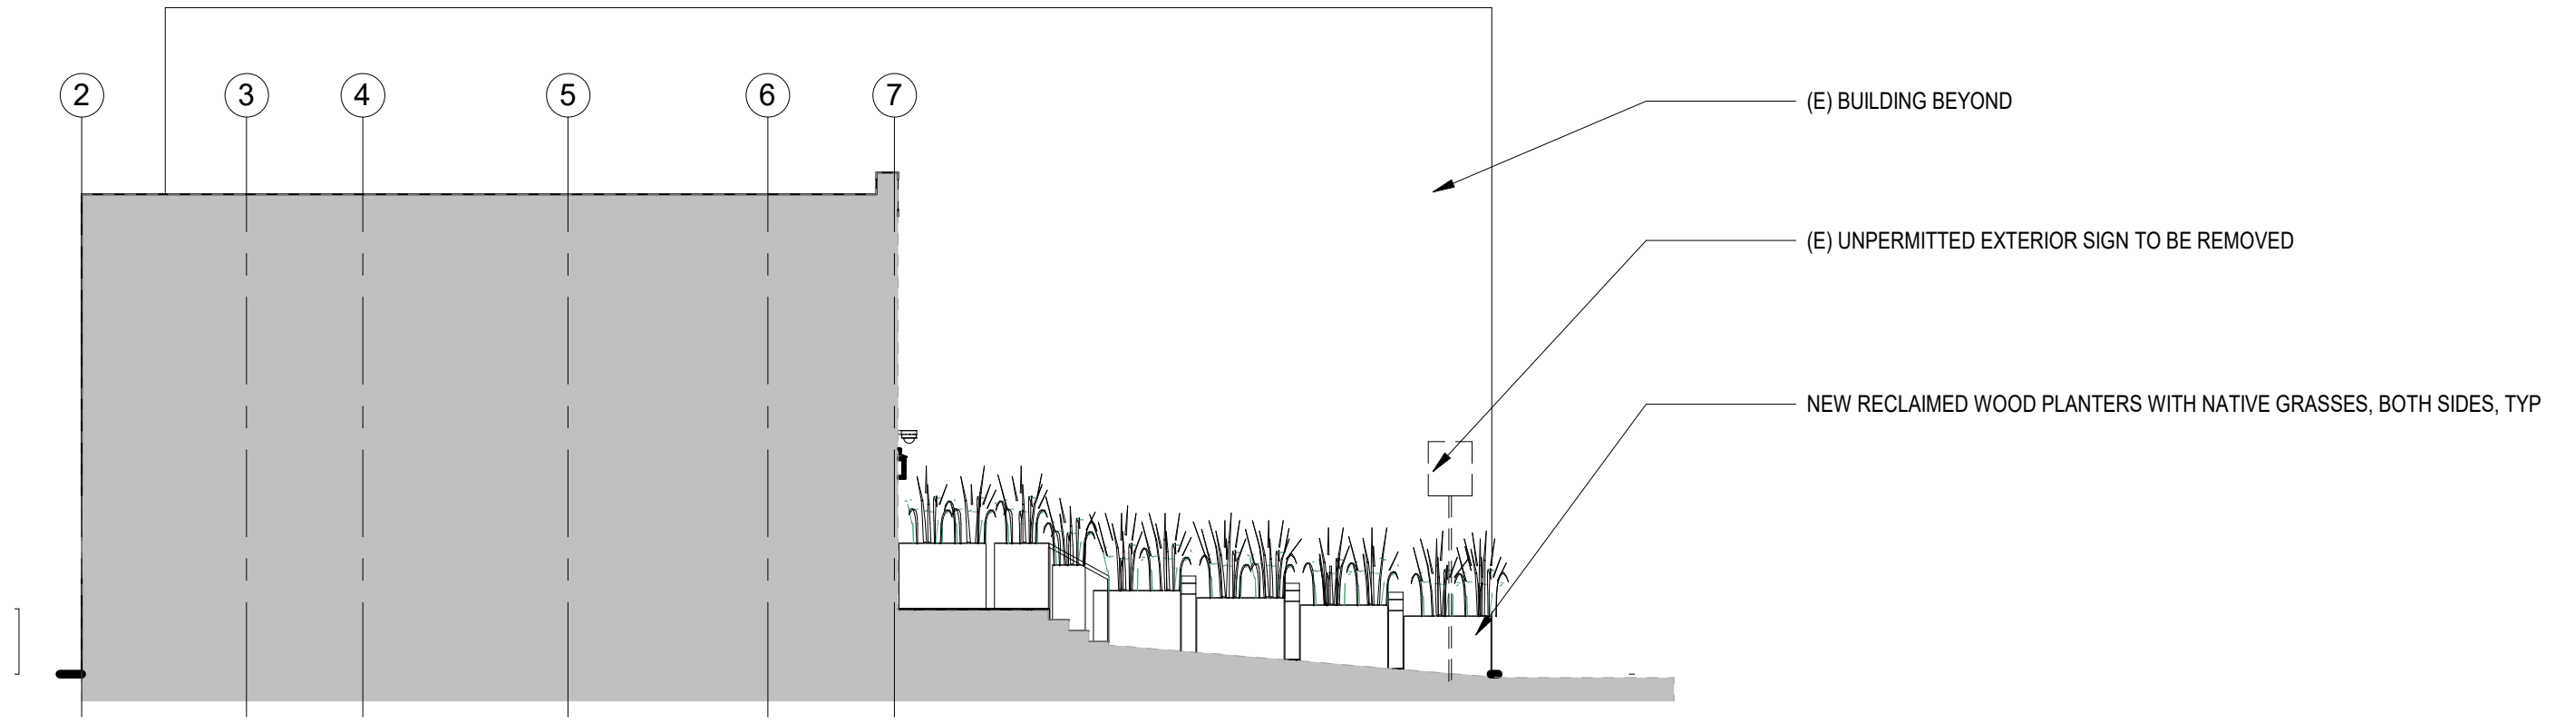 2 3 4 5 6 7
(E) BUILDING BEYOND
(E) UNPERMITTED EXTERIOR SIGN TO BE REMOVED
NEW RECLAIMED WOOD PLANTERS WITH NATIVE GRASSES, BOTH SIDES, TYP